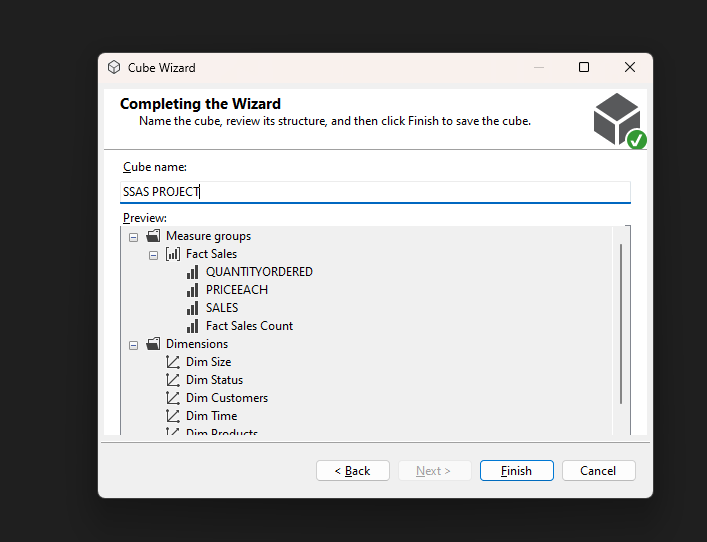 Cube Wizard
Completing the Wizard
Name the cube, review its structure, and then click Finish to save the cube.
Cube name:
SSAS PROJECT
Preview:
Measure groups
Fact Sales
QUANTITYORDERED
PRICEEACH
SALES
Fact Sales Count
Dimensions
Dim Size
Dim Status
Dim Customers
Dim Time
Dim Products
< Back
Next >
Finish
Cancel